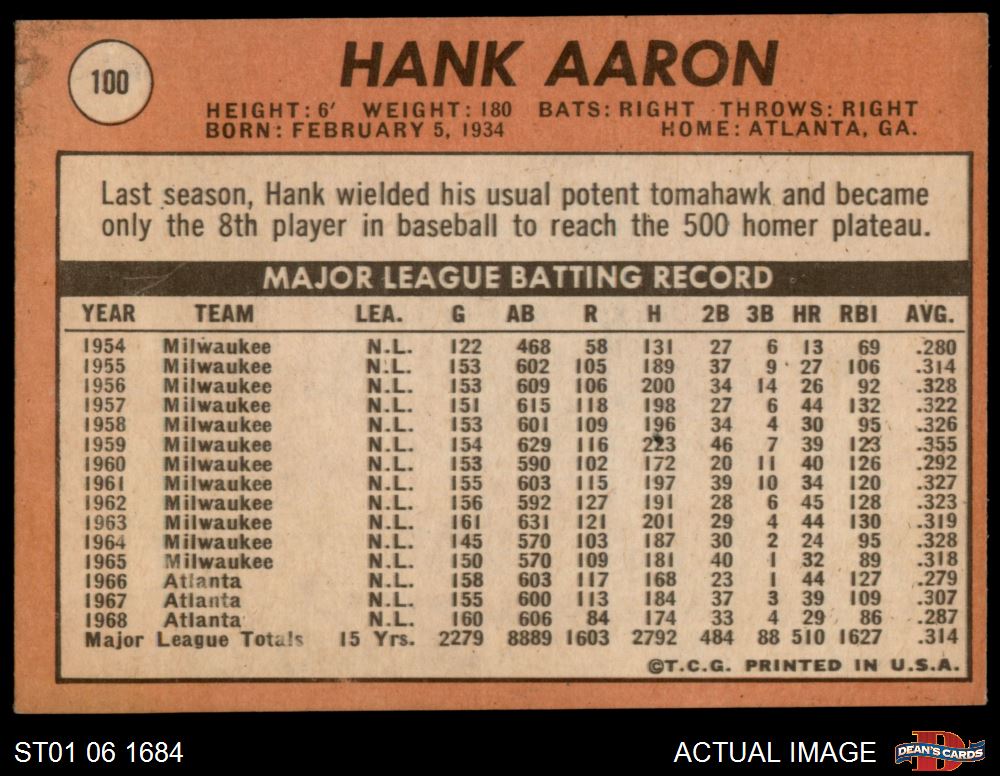 100
HANK AARON
HEIGHT: 6' WEIGHT: 180 BATS: RIGHT THROWS: RIGHT
BORN: FEBRUARY 5, 1934 HOME: ATLANTA, GA.
Last season, Hank wielded his usual potent tomahawk and became
only the 8th player in baseball to reach the 500 homer plateau.
MAJOR LEAGUE BATTING RECORD
YEAR TEAM LEA. G AB R H 2B 3B HR RBI AVG.
1954 Milwaukee N.L. 122 468 58 131 27 6 13 69 .280
1955 Milwaukee N.L. 153 602 105 189 37 9 27 106 .314
1956 Milwaukee N.L. 153 609 106 200 34 14 26 92 .328
1957 Milwaukee N.L. 151 615 118 198 27 6 44 132 .322
1958 Milwaukee N.L. 153 601 109 196 34 4 30 95 .326
1959 Milwaukee N.L. 154 629 116 223 46 7 39 123 .355
1960 Milwaukee N.L. 153 590 102 172 20 11 40 126 .292
1961 Milwaukee N.L. 155 603 115 197 39 10 34 120 .327
1962 Milwaukee N.L. 156 592 127 191 28 6 45 128 .323
1963 Milwaukee N.L. 161 631 121 201 29 4 44 130 .319
1964 Milwaukee N.L. 145 570 103 187 30 2 24 95 .328
1965 Milwaukee N.L. 150 570 109 181 40 1 32 89 .318
1966 Atlanta N.L. 158 603 117 168 23 1 44 127 .279
1967 Atlanta N.L. 155 600 113 184 37 3 39 109 .307
1968 Atlanta N.L. 160 606 84 174 33 4 29 86 .287
Major League Totals 15 Yrs. 2279 8889 1603 2792 484 88 510 1627 .314
©T.C.G. PRINTED IN U.S.A.
ST01 06 1684 ACTUAL IMAGE D DEAN'S CARDS